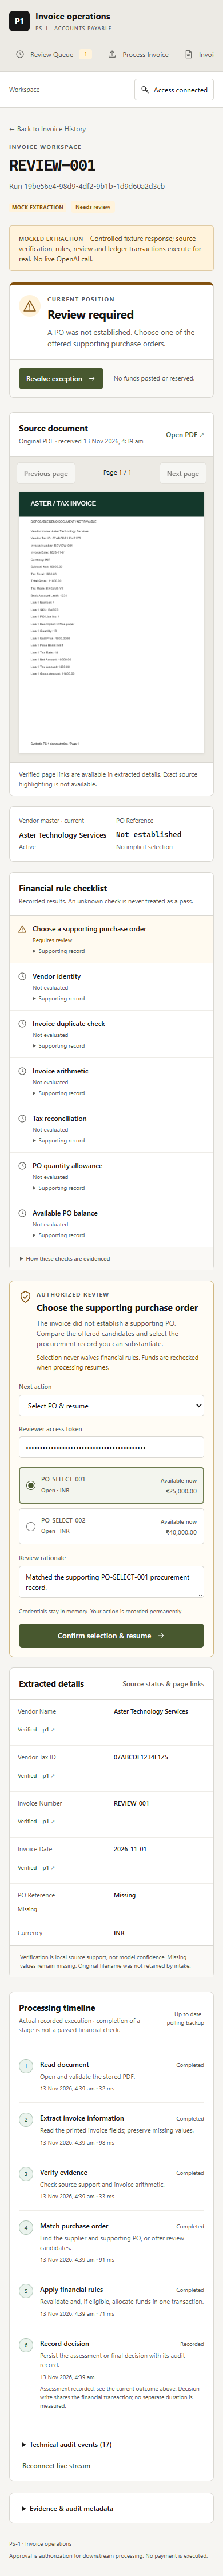 P1
Invoice operations
PS-1 · ACCOUNTS PAYABLE
Review Queue 1
Process Invoice
Invoi
Workspace
Access connected
← Back to Invoice History
INVOICE WORKSPACE
REVIEW-001
Run 19be56e4-98d9-4df2-9b1b-1d9d60a2d3cb
MOCK EXTRACTION
Needs review
MOCKED EXTRACTION Controlled fixture response; source
verification, rules, review and ledger transactions execute for
real. No live OpenAI call.
CURRENT POSITION
Review required
A PO was not established. Choose one of the
offered supporting purchase orders.
Resolve exception →
No funds posted or reserved.
Source document
Original PDF · received 13 Nov 2026, 4:39 am
Open PDF ↗
Previous page
Page 1 / 1
Next page
ASTER / TAX INVOICE
DISPOSABLE DEMO DOCUMENT - NOT PAYABLE
Vendor Name: Aster Technology Services
Vendor Tax ID: 07ABCDE1234F1Z5
Invoice Number: REVIEW-001
Invoice Date: 2026-11-01
Currency: INR
Verified page links are available in extracted details. Exact source
highlighting is not available.
Vendor master · current
Aster Technology Services
Active
PO Reference
Not established
No implicit selection
Financial rule checklist
Recorded results. An unknown check is never treated as a pass.
Choose a supporting purchase order
Requires review
▶ Supporting record
Vendor identity
Not evaluated
▶ Supporting record
Invoice duplicate check
Not evaluated
▶ Supporting record
Invoice arithmetic
Not evaluated
▶ Supporting record
Tax reconciliation
Not evaluated
▶ Supporting record
PO quantity allowance
Not evaluated
▶ Supporting record
Available PO balance
Not evaluated
▶ Supporting record
▶ How these checks are evidenced
AUTHORIZED REVIEW
Choose the supporting purchase order
The invoice did not establish a supporting PO.
Compare the offered candidates and select the
procurement record you can substantiate.
Selection never waives financial rules. Funds are rechecked
when processing resumes.
Next action
Select PO & resume
Reviewer access token
PO-SELECT-001
Open · INR
Available now
₹25,000.00
PO-SELECT-002
Open · INR
Available now
₹40,000.00
Review rationale
Matched the supporting PO-SELECT-001 procurement
record.
Credentials stay in memory. Your action is recorded permanently.
Confirm selection & resume →
Extracted details
Source status & page links
Vendor Name
Aster Technology Services
Verified p1 ↗
Vendor Tax ID
07ABCDE1234F1Z5
Verified p1 ↗
Invoice Number
REVIEW-001
Verified p1 ↗
Invoice Date
2026-11-01
Verified p1 ↗
PO Reference
Missing
Missing
Currency
INR
Verification is local source support, not model confidence. Missing
values remain missing. Original filename was not retained by intake.
Processing timeline
Actual recorded execution · completion of a
stage is not a passed financial check.
Up to date ·
polling backup
1
Read document
Completed
Open and validate the stored PDF.
13 Nov 2026, 4:39 am · 32 ms
2
Extract invoice information
Completed
Read the printed invoice fields; preserve missing values.
13 Nov 2026, 4:39 am · 98 ms
3
Verify evidence
Completed
Check source support and invoice arithmetic.
13 Nov 2026, 4:39 am · 33 ms
4
Match purchase order
Completed
Find the supplier and supporting PO, or offer review
candidates.
13 Nov 2026, 4:39 am · 91 ms
5
Apply financial rules
Completed
Revalidate and, if eligible, allocate funds in one transaction.
13 Nov 2026, 4:39 am · 71 ms
6
Record decision
Recorded
Persist the assessment or final decision with its audit
record.
13 Nov 2026, 4:39 am
Assessment recorded; see the current outcome above. Decision
write shares the financial transaction; no separate duration is
measured.
▶ Technical audit events (17)
Reconnect live stream
▶ Evidence & audit metadata
PS-1 · Invoice operations
Approval is authorization for downstream processing. No payment is executed.